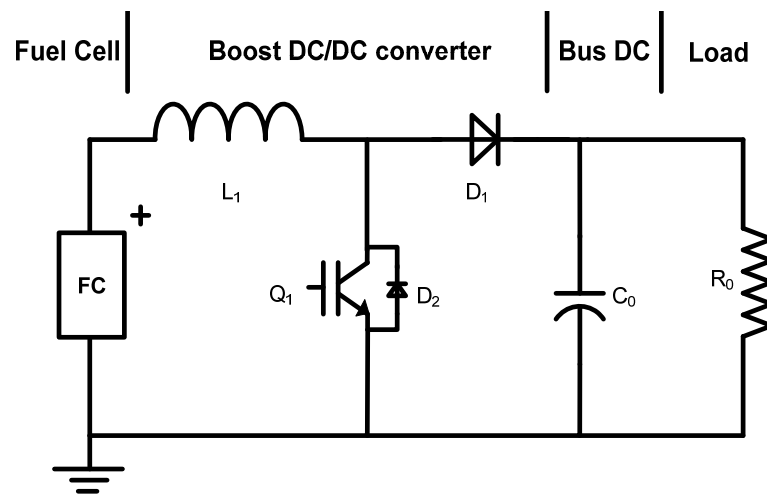 Fuel Cell Boost DC/DC converter Bus DC Load
L1 D1
+
FC
Q1 D2 C0 R0